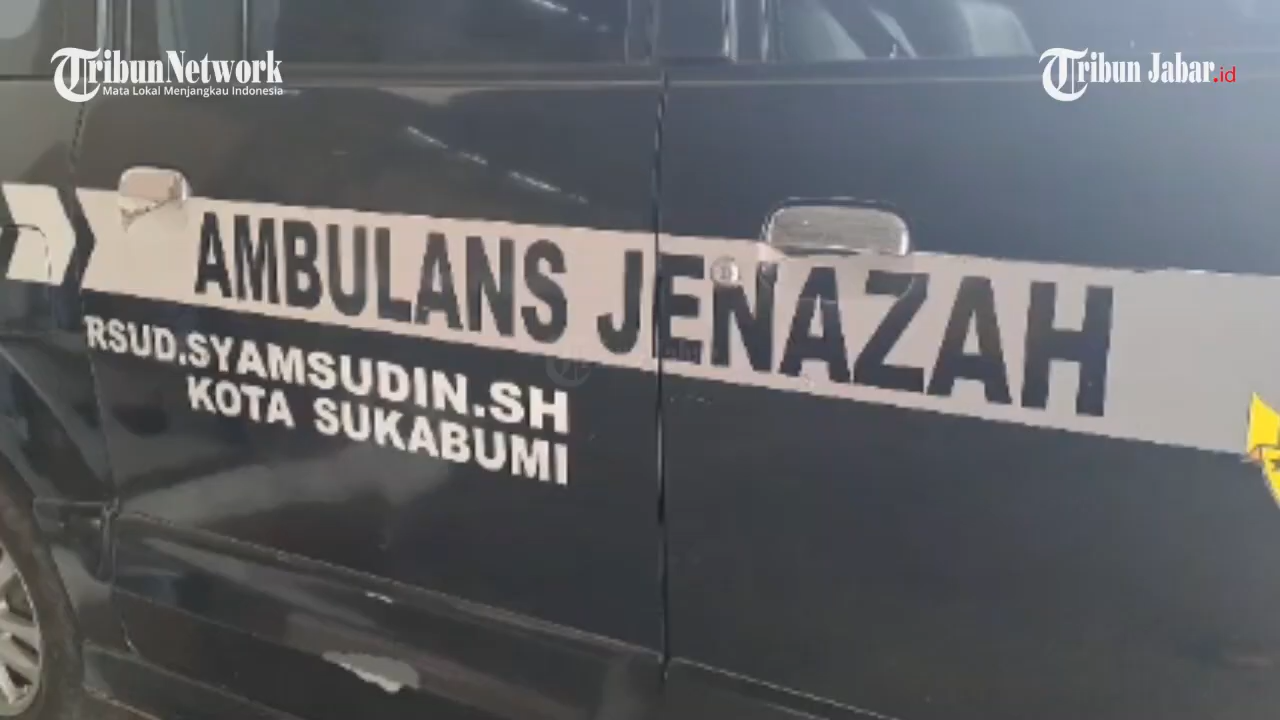 TribunNetwork
Mata Lokal Menjangkau Indonesia
Tribun Jabar.id
AMBULANS JENAZAH
RSUD.SYAMSUDIN.SH
KOTA SUKABUMI